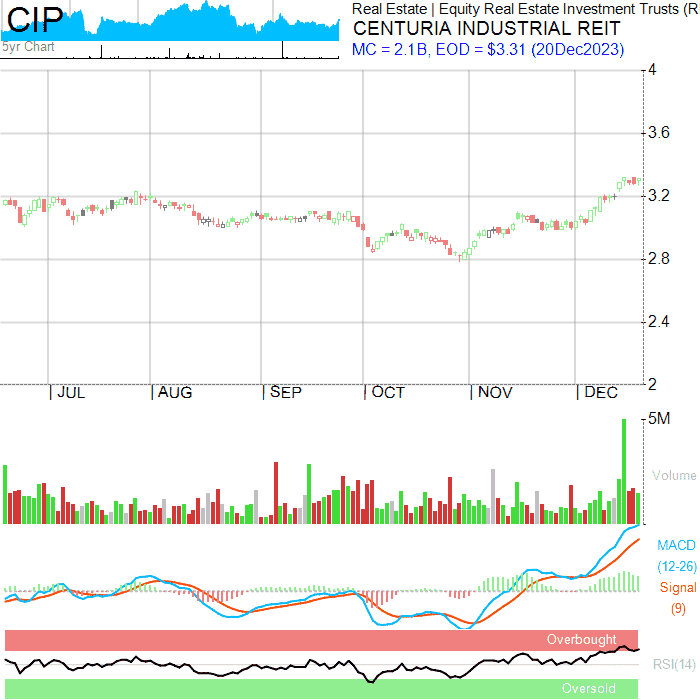 CIP
5yr Chart
Real Estate | Equity Real Estate Investment Trusts (R
CENTURIA INDUSTRIAL REIT
MC = 2.1B, EOD = $3.31 (20Dec2023)
4
3.6
3.2
2.8
2.4
2
JUL AUG SEP OCT NOV DEC
5M
Volume
MACD
(12-26)
Signal
(9)
Overbought
RSI(14)
Oversold